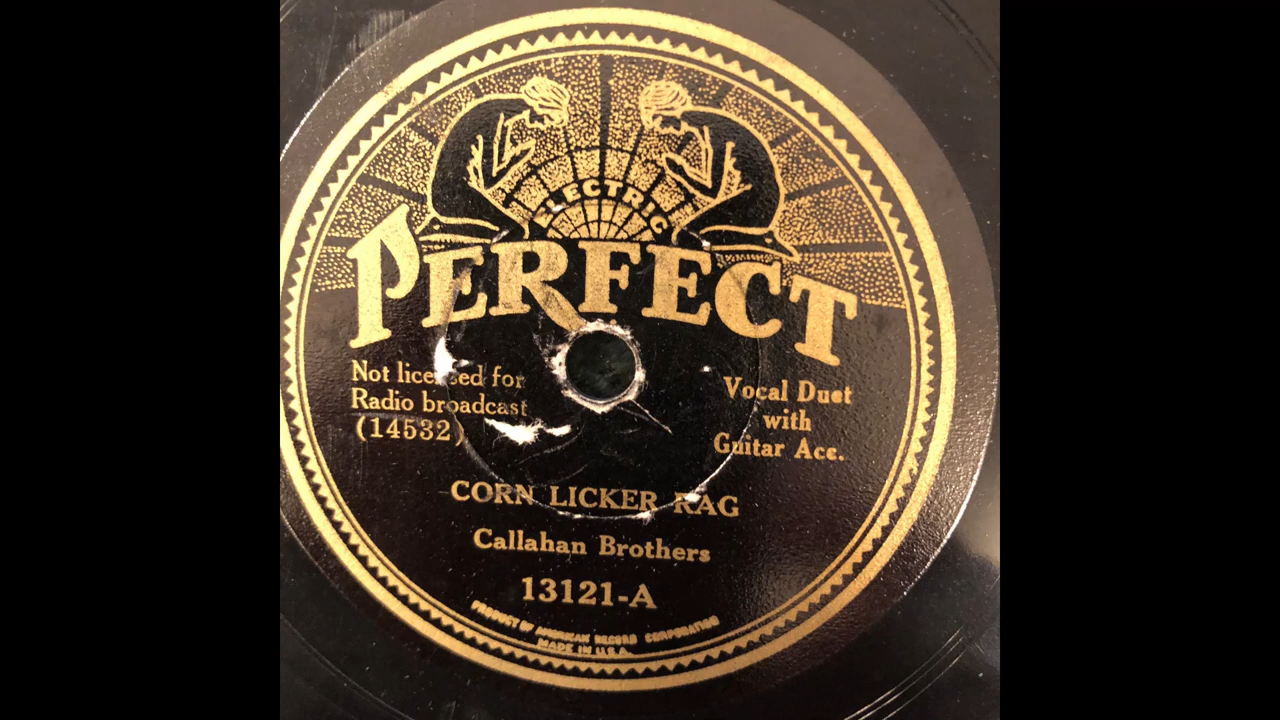 ELECTRIC
PERFECT
Not licensed for
Radio broadcast
(14532)
Vocal Duet
with
Guitar Acc.
CORN LICKER RAG
Callahan Brothers
13121-A
PRODUCT OF AMERICAN RECORD CORPORATION
MADE IN U.S.A.